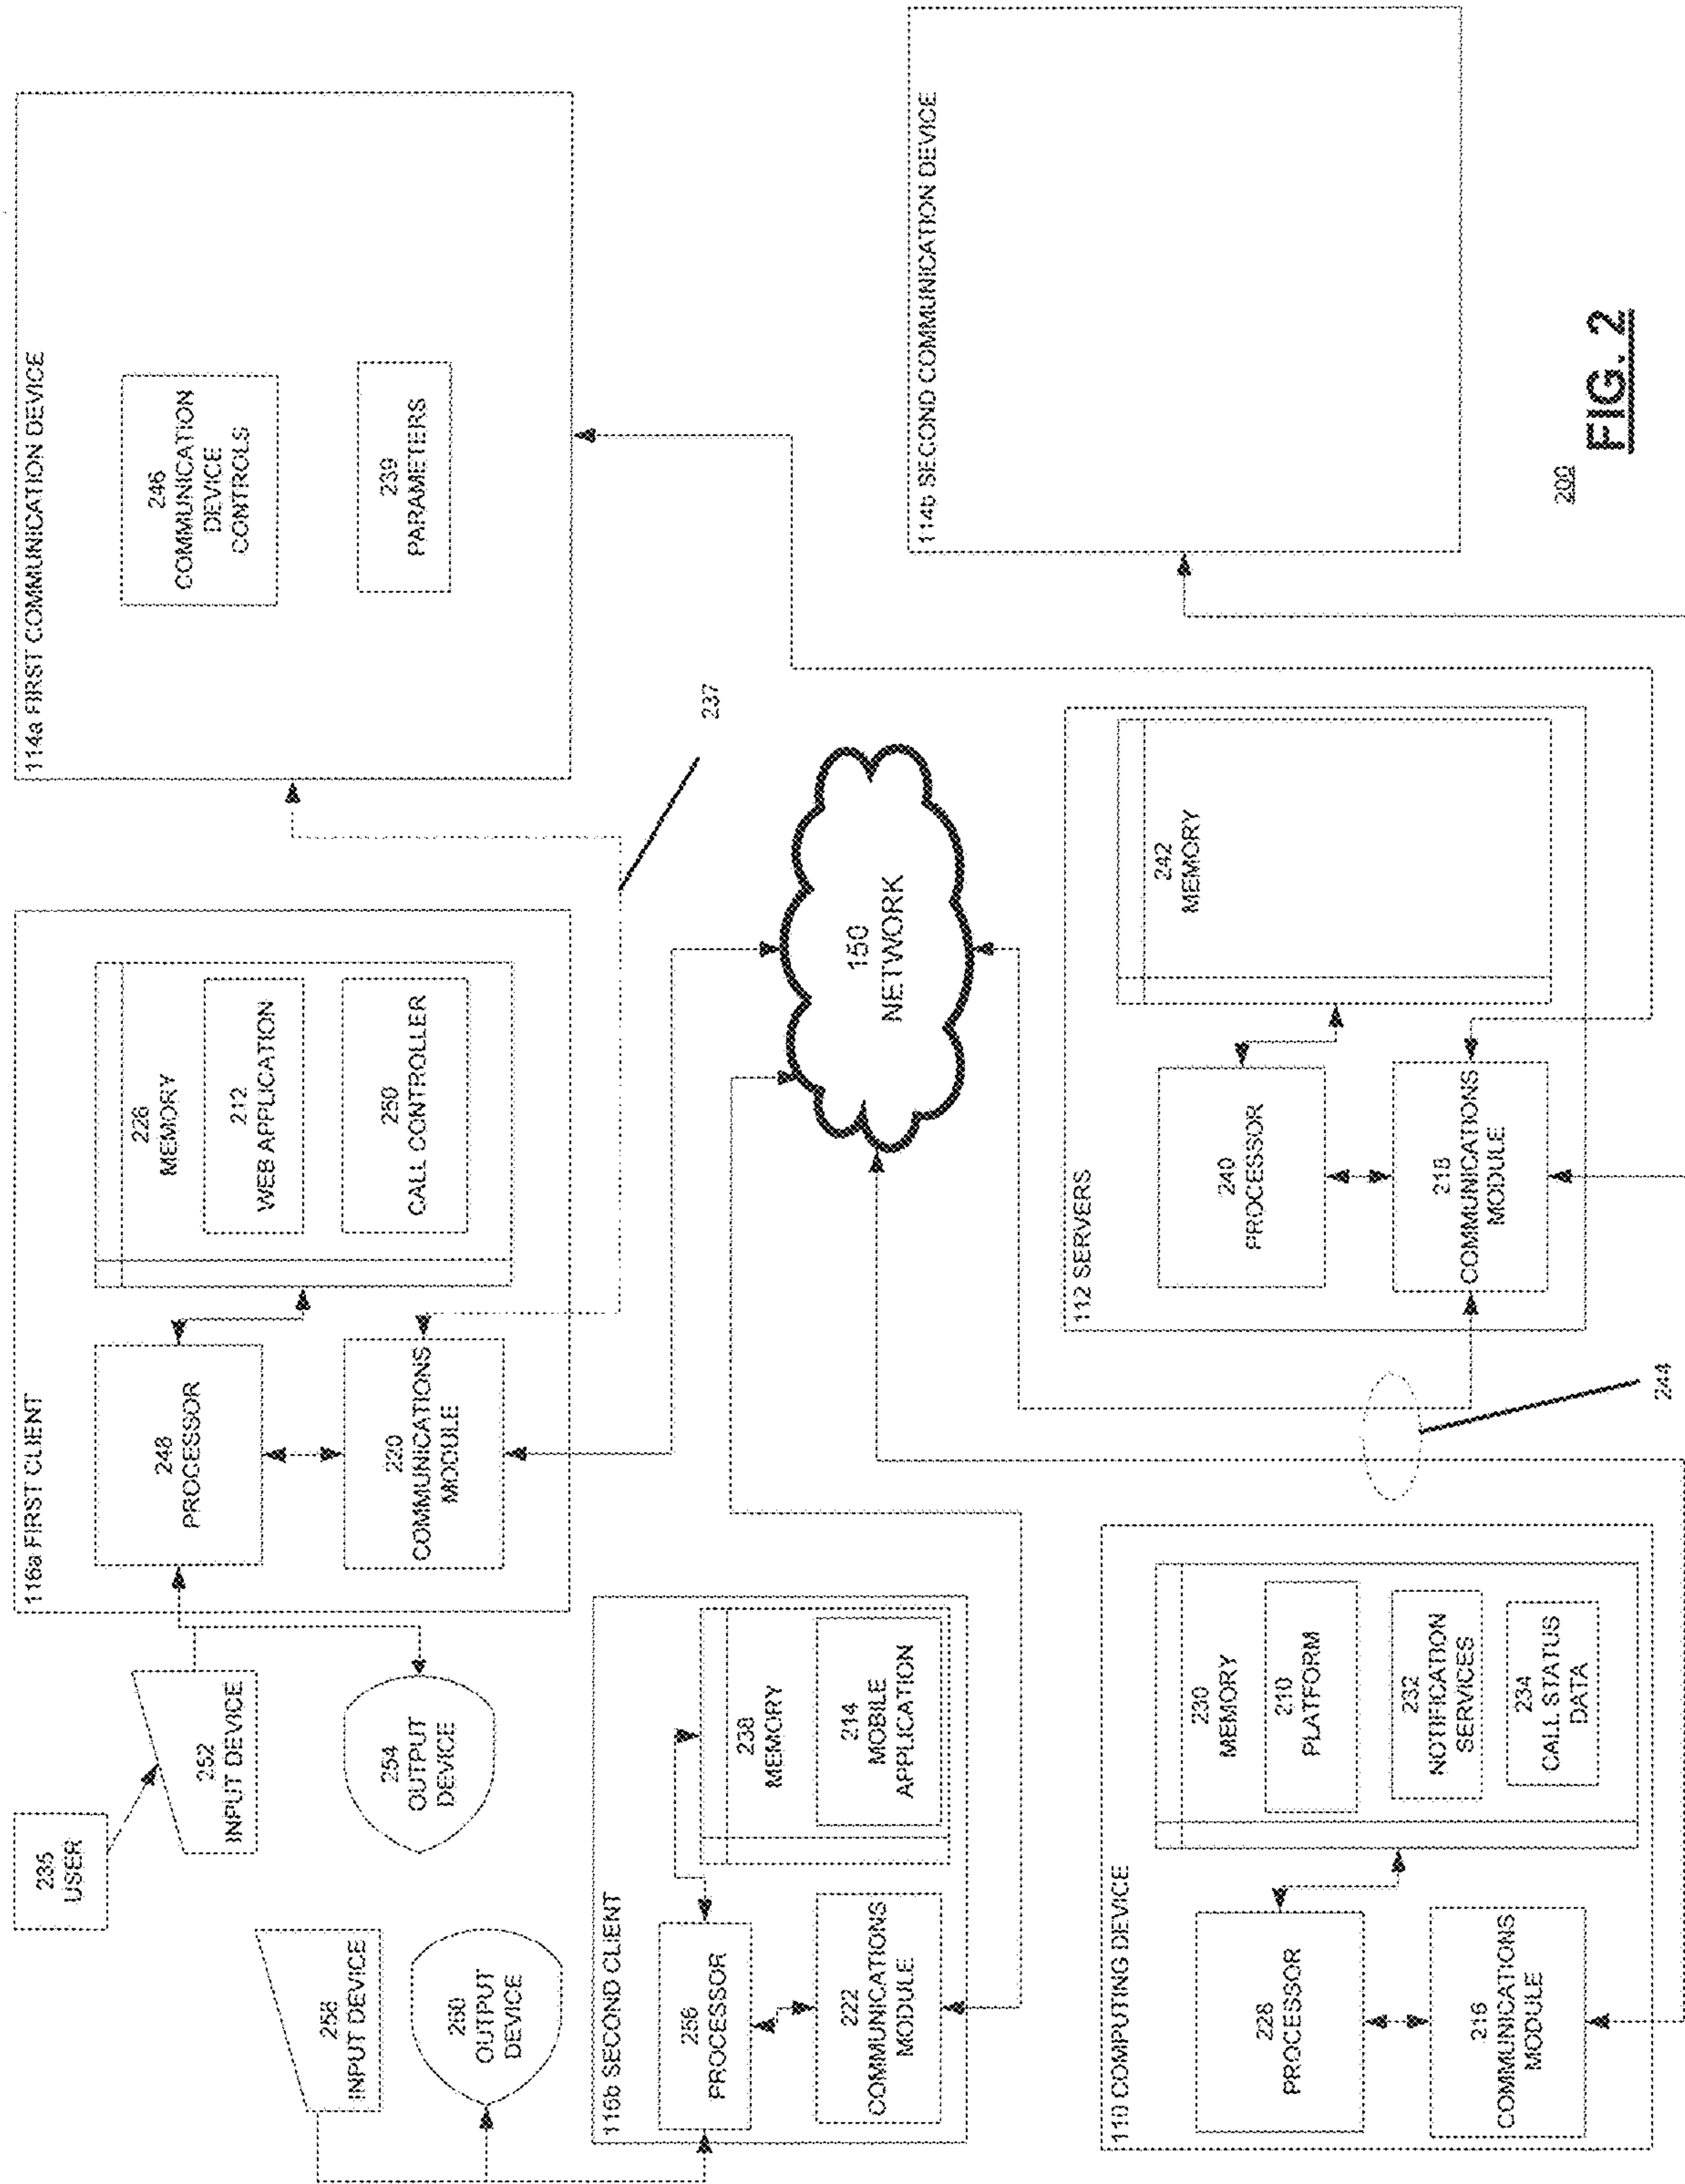 235
USER
252
INPUT DEVICE
254
OUTPUT
DEVICE
116a FIRST CLIENT
248
PROCESSOR
220
COMMUNICATIONS
MODULE
226
MEMORY
212
WEB APPLICATION
250
CALL CONTROLLER
114a FIRST COMMUNICATION DEVICE
246
COMMUNICATION
DEVICE
CONTROLS
239
PARAMETERS
237
258
INPUT DEVICE
260
OUTPUT
DEVICE
116b SECOND CLIENT
256
PROCESSOR
222
COMMUNICATIONS
MODULE
238
MEMORY
214
MOBILE
APPLICATION
150
NETWORK
110 COMPUTING DEVICE
228
PROCESSOR
216
COMMUNICATIONS
MODULE
230
MEMORY
210
PLATFORM
232
NOTIFICATION
SERVICES
234
CALL STATUS
DATA
244
112 SERVERS
240
PROCESSOR
218
COMMUNICATIONS
MODULE
242
MEMORY
114b SECOND COMMUNICATION DEVICE
200
FIG. 2